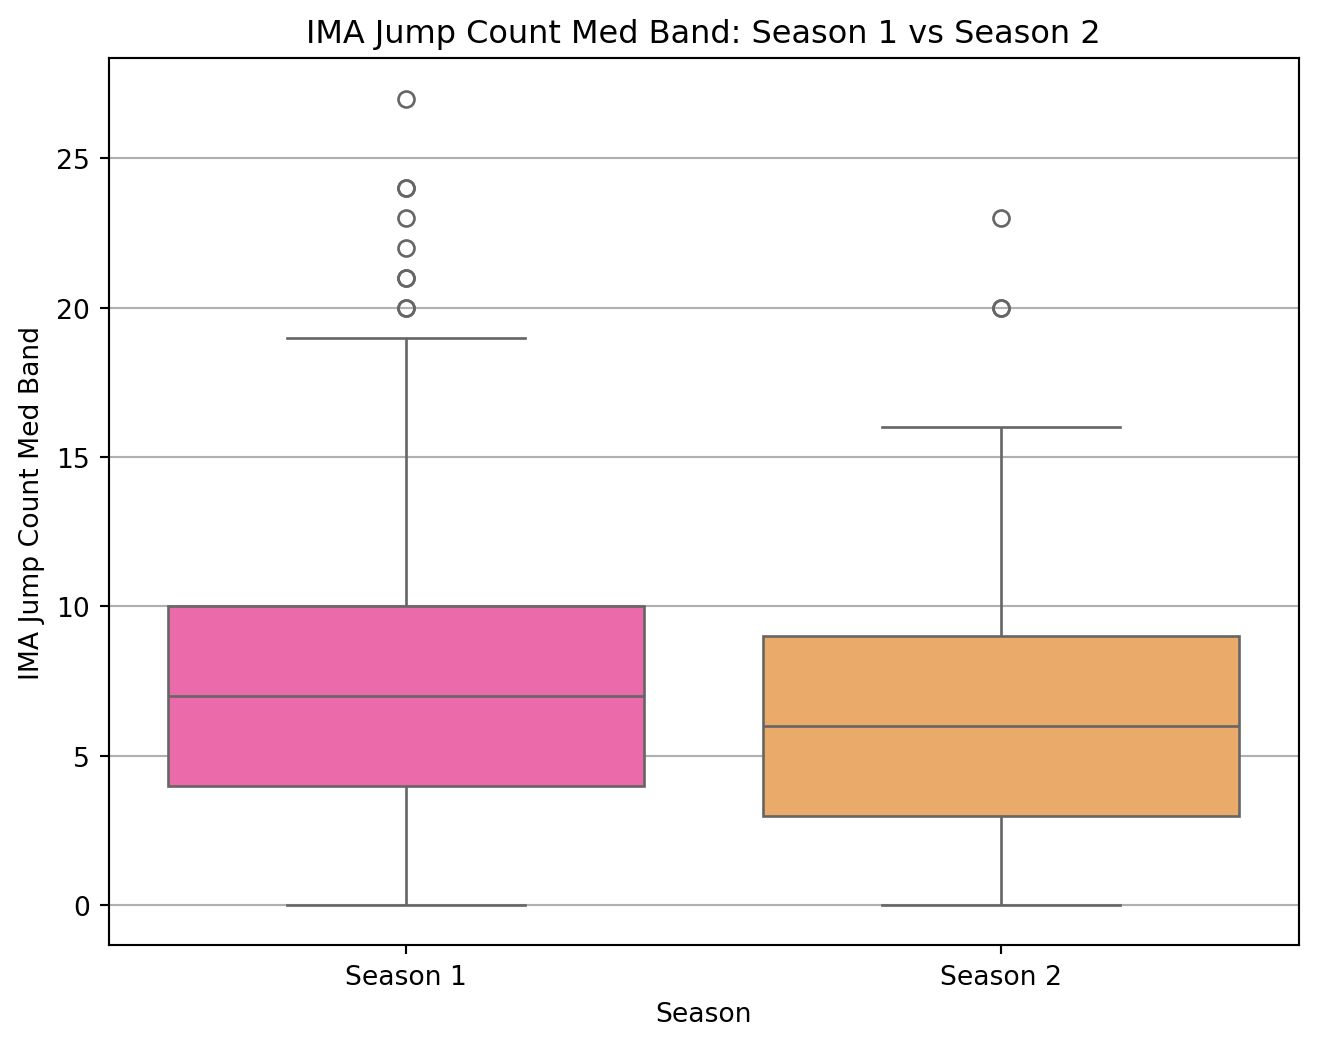 IMA Jump Count Med Band: Season 1 vs Season 2
IMA Jump Count Med Band
25
20
15
10
5
0
Season 1
Season 2
Season